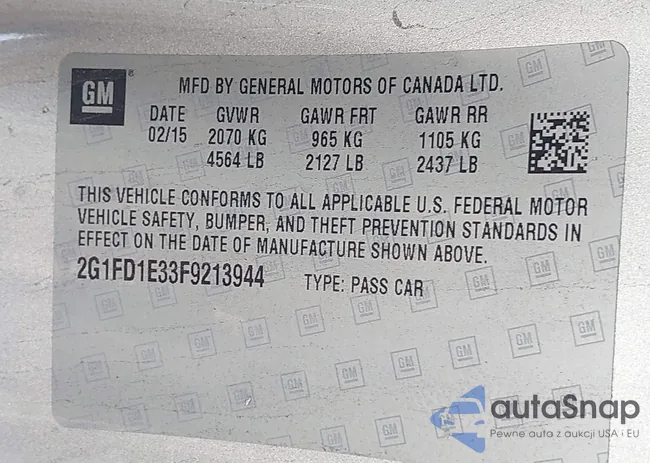 GM
MFD BY GENERAL MOTORS OF CANADA LTD.
DATE GVWR GAWR FRT GAWR RR
02/15 2070 KG 965 KG 1105 KG
4564 LB 2127 LB 2437 LB
THIS VEHICLE CONFORMS TO ALL APPLICABLE U.S. FEDERAL MOTOR
VEHICLE SAFETY, BUMPER, AND THEFT PREVENTION STANDARDS IN
EFFECT ON THE DATE OF MANUFACTURE SHOWN ABOVE.
2G1FD1E33F9213944 TYPE: PASS CAR
autaSnap
Pewne auta z aukcji USA i EU